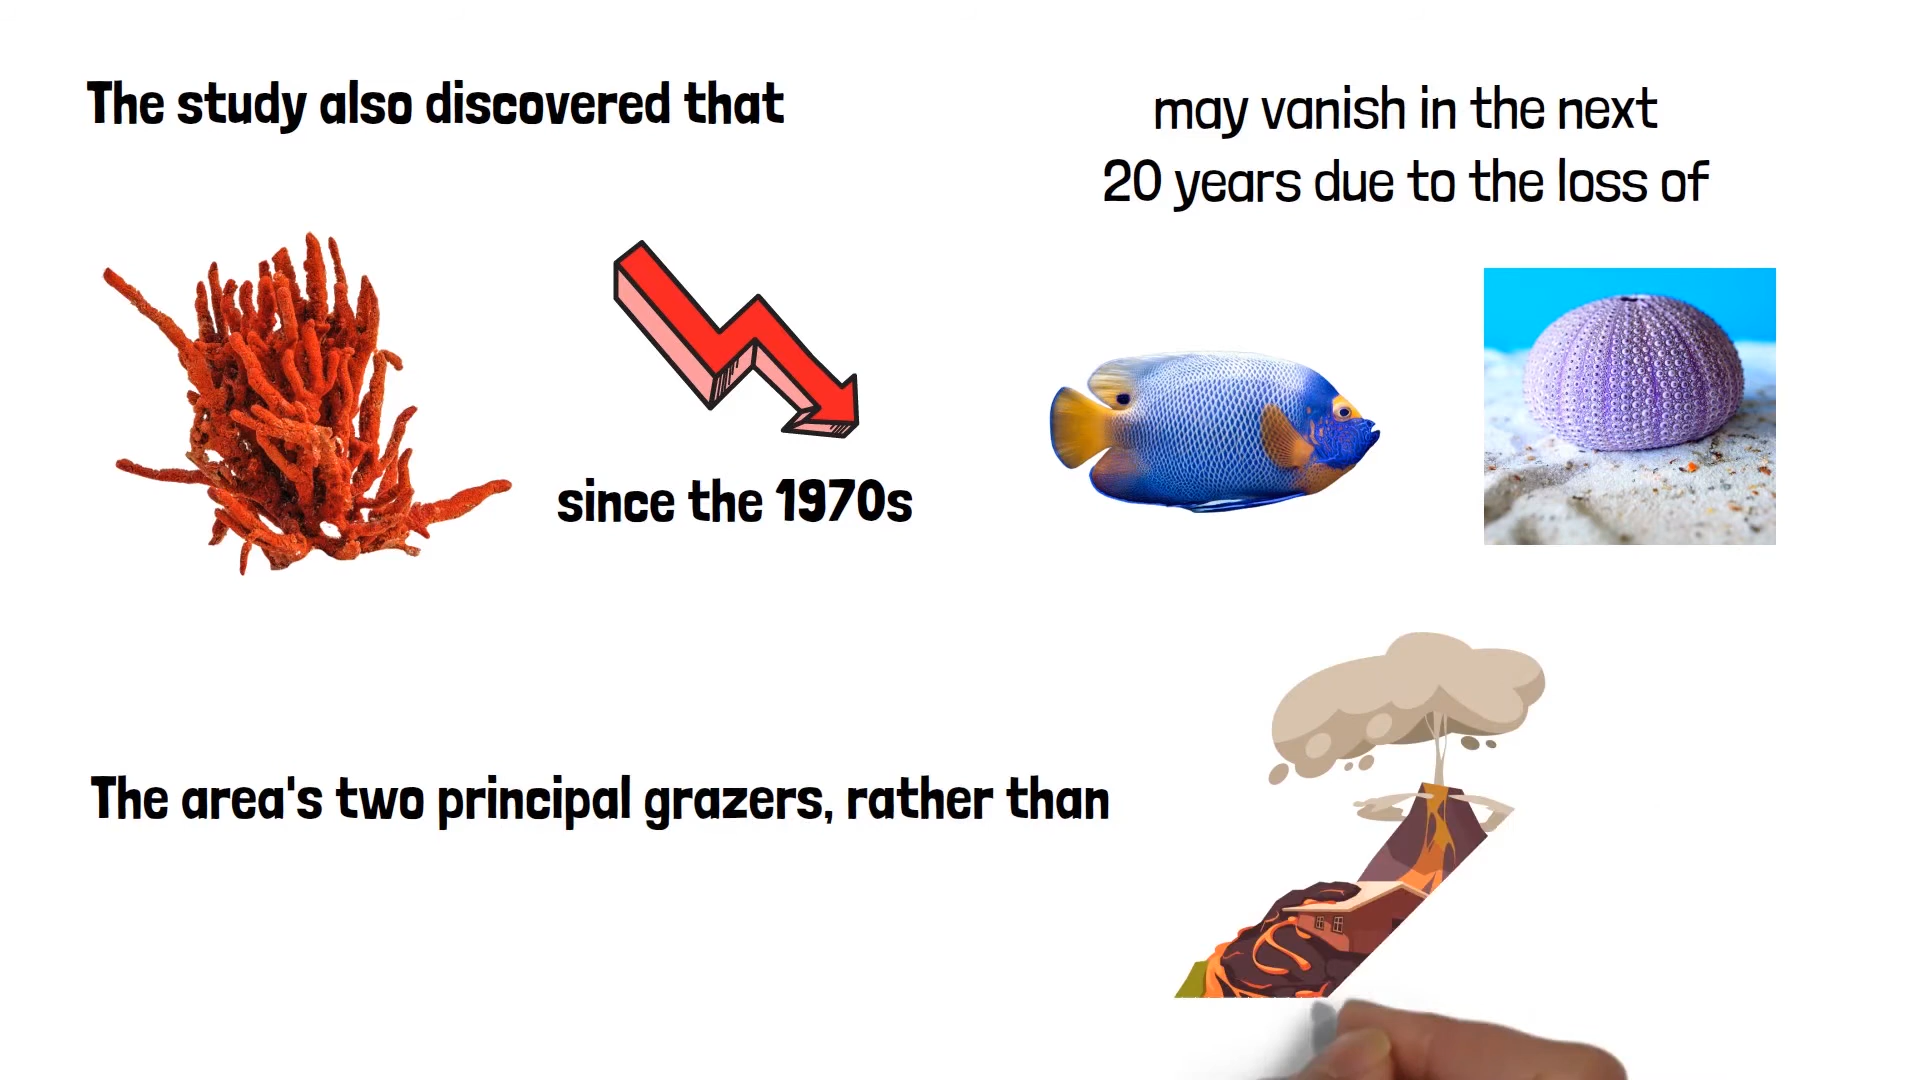 The study also discovered that
since the 1970s
may vanish in the next
20 years due to the loss of
The area's two principal grazers, rather than